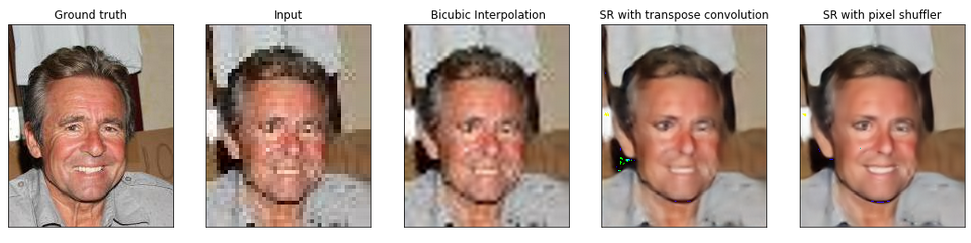 Ground truth
Input
Bicubic Interpolation
SR with transpose convolution
SR with pixel shuffler